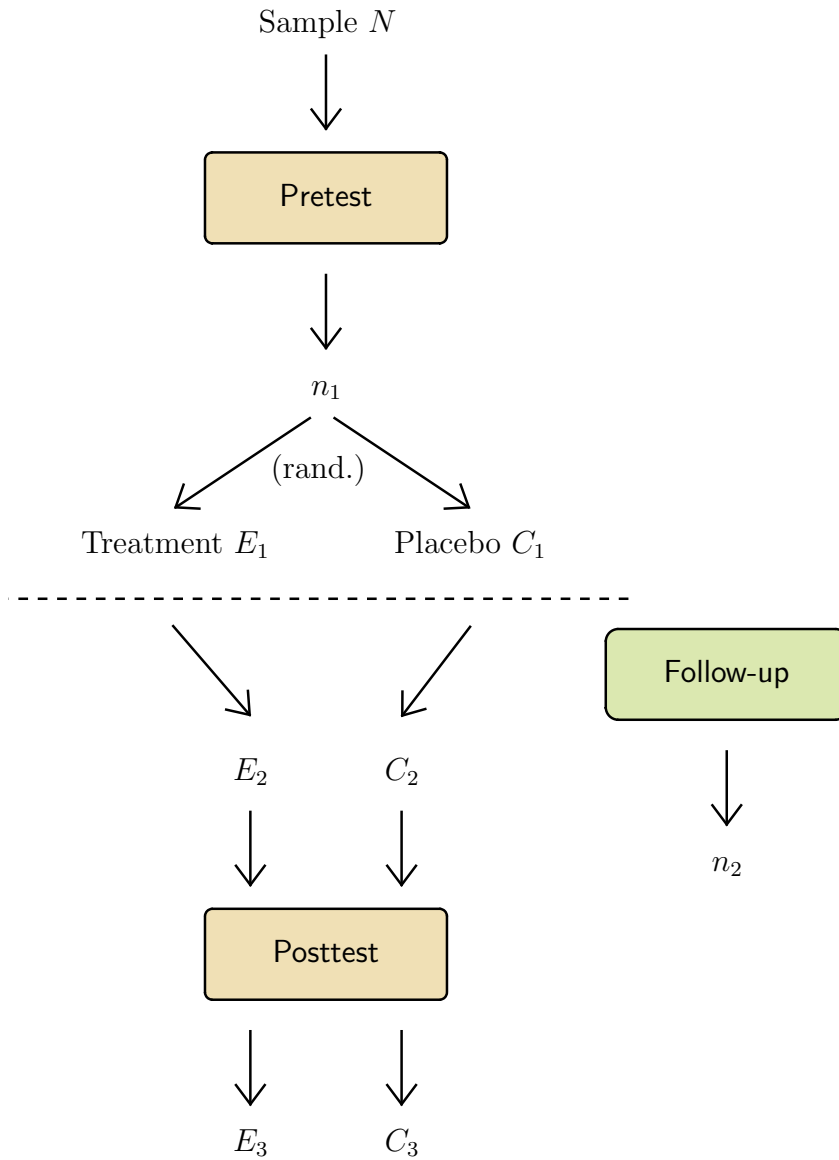 Sample N
Pretest
n₁
(rand.)
Treatment E₁
Placebo C₁
Follow-up
E₂
C₂
n₂
Posttest
E₃
C₃